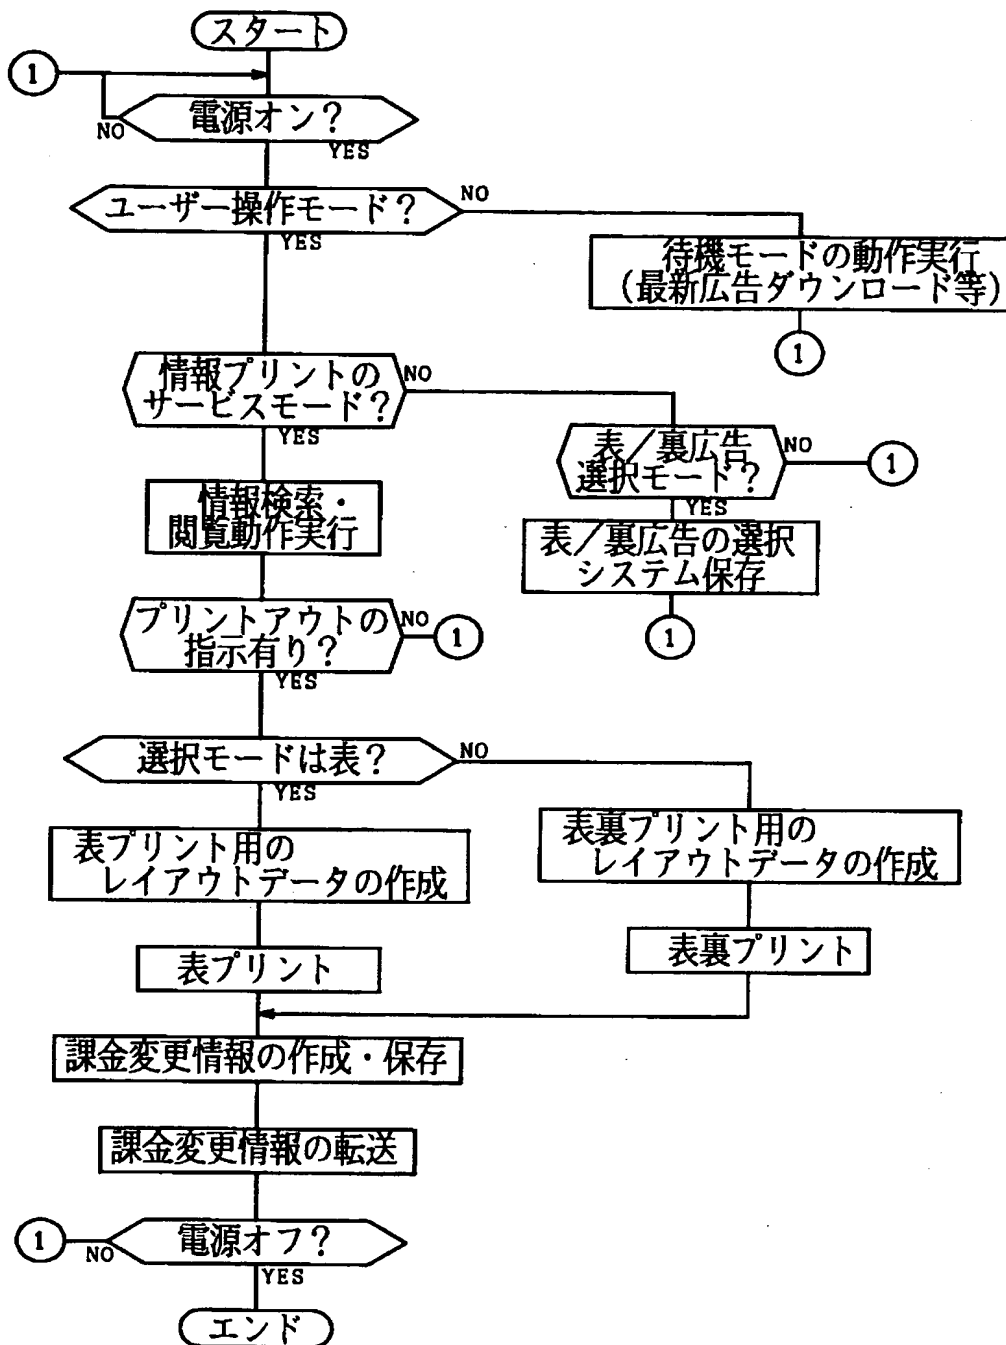 スタート
1
電源オン？
NO
YES
ユーザー操作モード？
NO
YES
待機モードの動作実行
（最新広告ダウンロード等）
1
情報プリントの
サービスモード？
NO
YES
表／裏広告
選択モード？
NO
1
YES
情報検索・
閲覧動作実行
表／裏広告の選択
システム保存
1
プリントアウトの
指示有り？
NO
1
YES
選択モードは表？
NO
YES
表プリント用の
レイアウトデータの作成
表裏プリント用の
レイアウトデータの作成
表プリント
表裏プリント
課金変更情報の作成・保存
課金変更情報の転送
1
NO
電源オフ？
YES
エンド